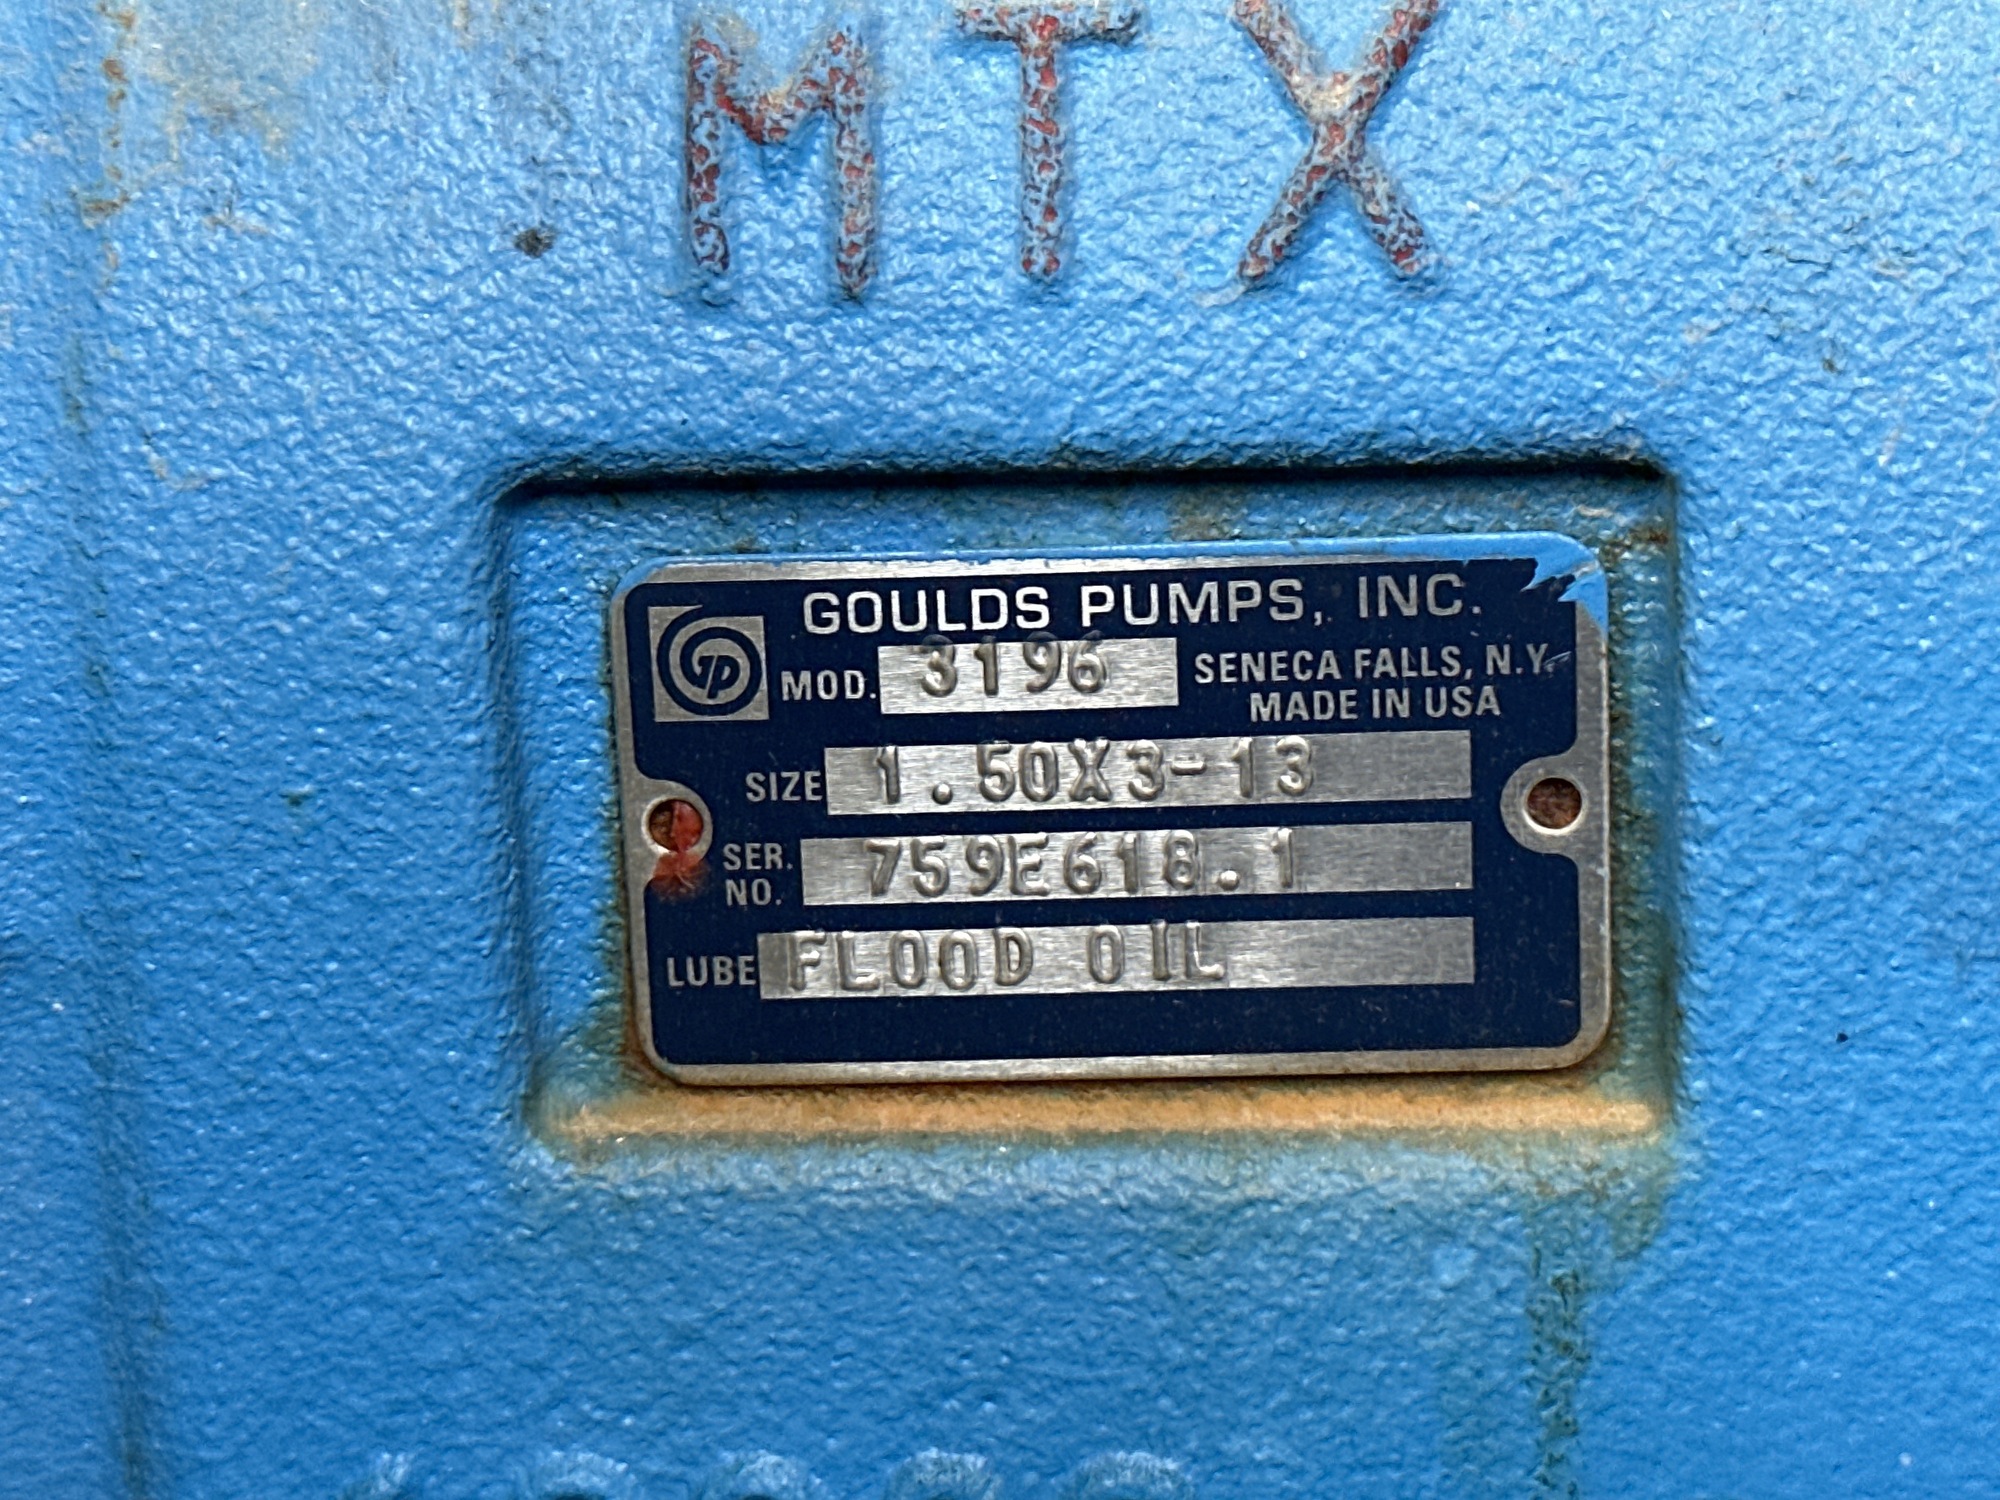 MTX
GOULDS PUMPS, INC.
MOD. 3196
SENECA FALLS, N.Y.
MADE IN USA
SIZE 1.50X3-13
SER. NO. 759E618.1
LUBE FLOOD OIL